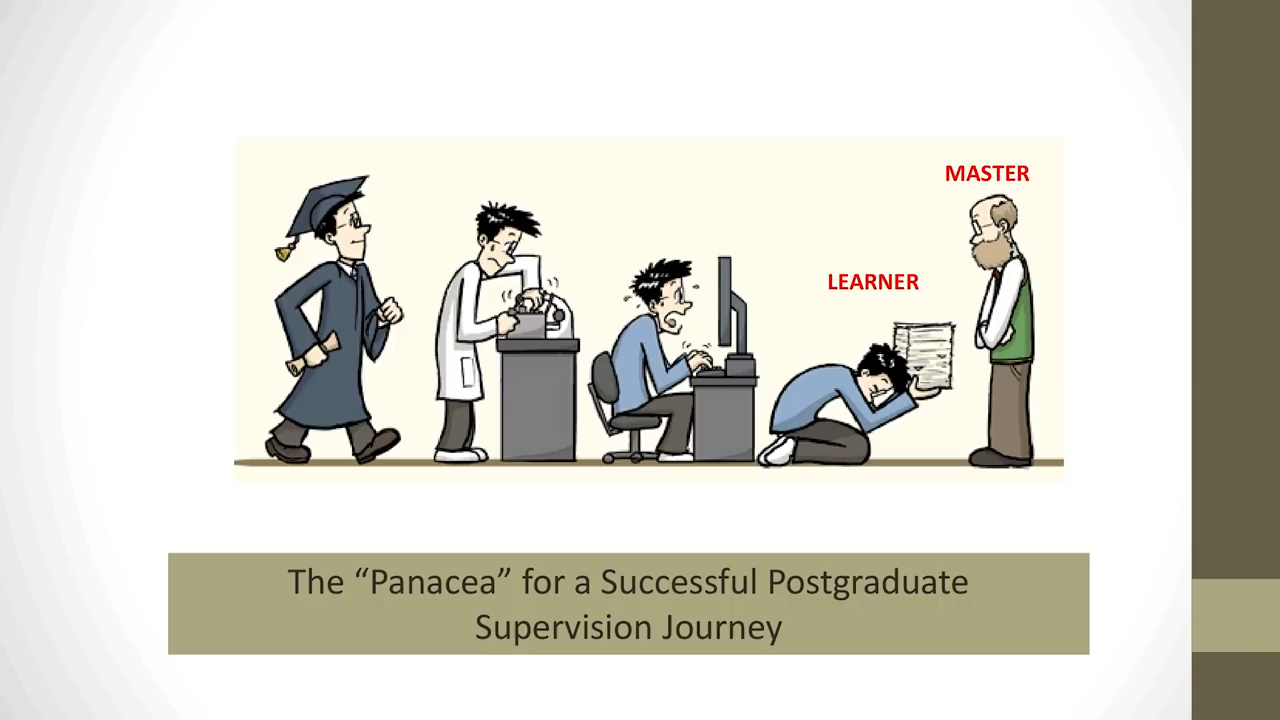 MASTER
LEARNER
The “Panacea” for a Successful Postgraduate
Supervision Journey